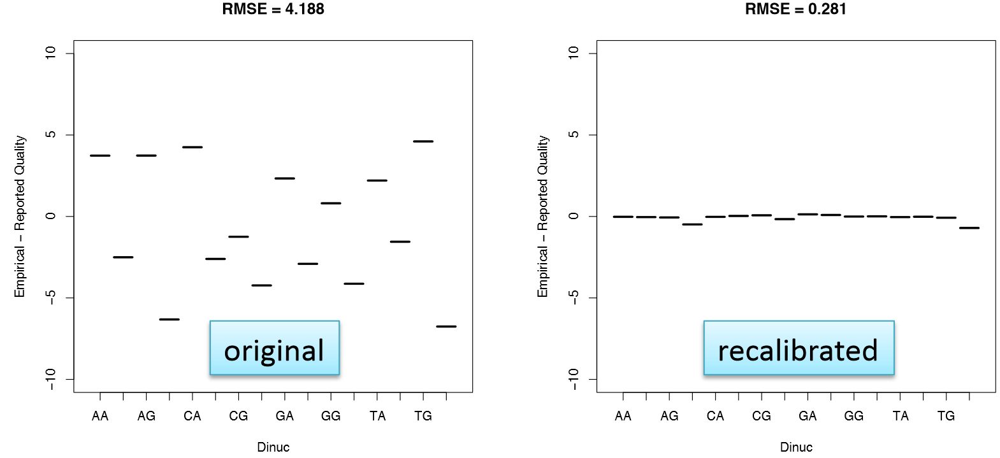 RMSE = 4.188
Empirical − Reported Quality
10
5
0
−5
−10
original
AA AG CA CG GA GG TA TG
Dinuc
RMSE = 0.281
Empirical − Reported Quality
10
5
0
−5
−10
recalibrated
AA AG CA CG GA GG TA TG
Dinuc